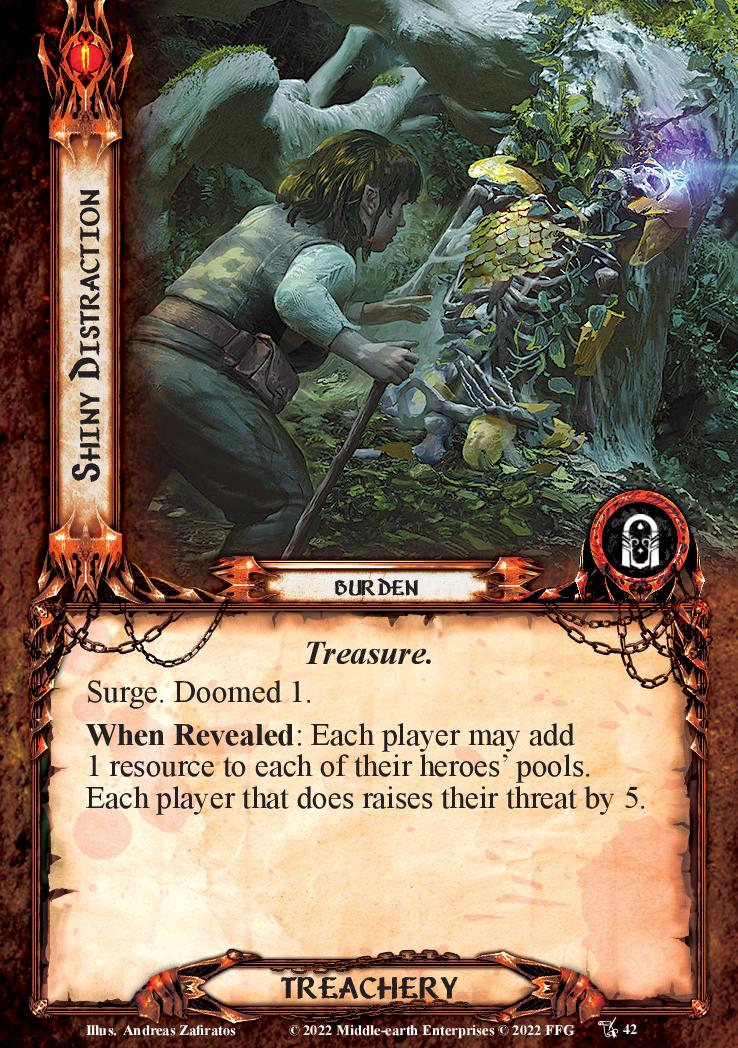 SHINY DISTRACTION
BURDEN
Treasure.
Surge. Doomed 1.
When Revealed: Each player may add
1 resource to each of their heroes’ pools.
Each player that does raises their threat by 5.
TREACHERY
Illus. Andreas Zafiratos © 2022 Middle-earth Enterprises © 2022 FFG 42